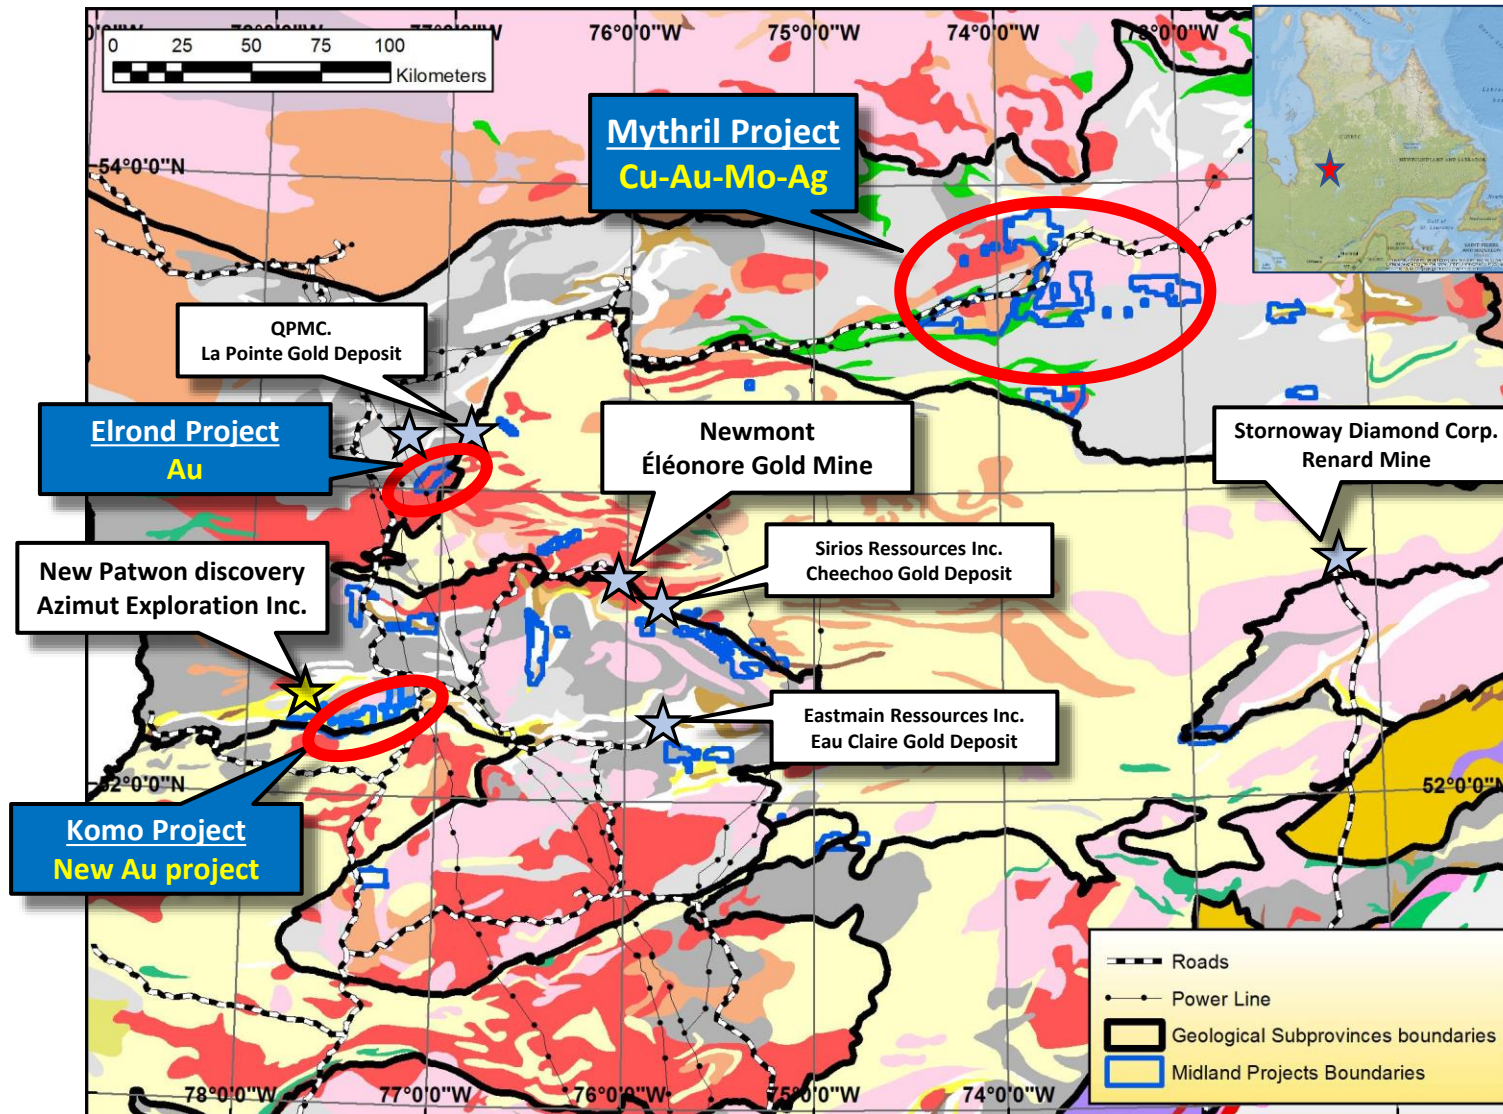 0 25 50 75 100
Kilometers
76°0'0"W
75°0'0"W
74°0'0"W
54°0'0"N
Mythril Project
Cu-Au-Mo-Ag
QPMC.
La Pointe Gold Deposit
Elrond Project
Au
Newmont
Éléonore Gold Mine
Stornoway Diamond Corp.
Renard Mine
Sirios Ressources Inc.
Cheechoo Gold Deposit
New Patwon discovery
Azimut Exploration Inc.
Eastmain Ressources Inc.
Eau Claire Gold Deposit
52°0'0"N
Komo Project
New Au project
Roads
Power Line
Geological Subprovinces boundaries
Midland Projects Boundaries
78°0'0"W
77°0'0"W
76°0'0"W
75°0'0"W
74°0'0"W